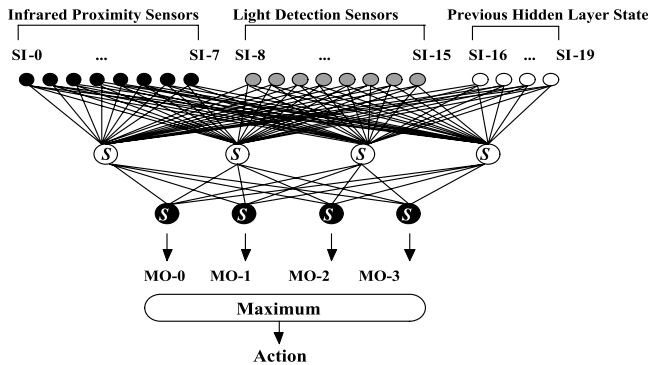 Infrared Proximity Sensors Light Detection Sensors Previous Hidden Layer State
SI-0 ... SI-7 SI-8 ... SI-15 SI-16 ... SI-19
S S S S
S S S S
MO-0 MO-1 MO-2 MO-3
Maximum
Action